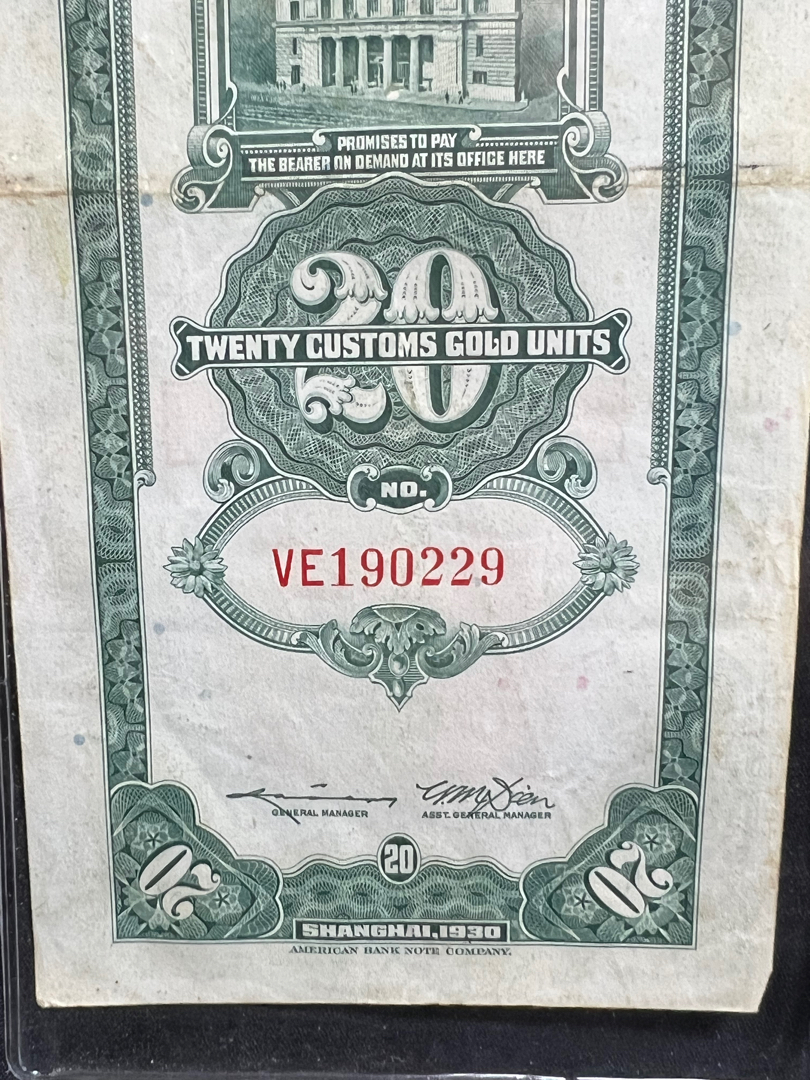 PROMISES TO PAY
THE BEARER ON DEMAND AT ITS OFFICE HERE
20
TWENTY CUSTOMS GOLD UNITS
NO.
VE190229
GENERAL MANAGER
ASST. GENERAL MANAGER
20
20
20
SHANGHAI, 1930
AMERICAN BANK NOTE COMPANY.